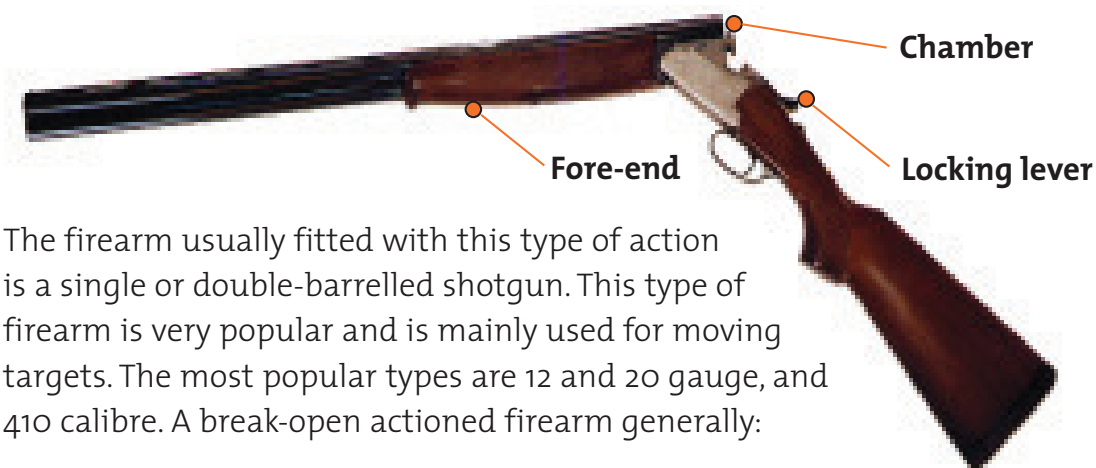 Chamber
Fore-end
Locking lever
The firearm usually fitted with this type of action
is a single or double-barrelled shotgun. This type of
firearm is very popular and is mainly used for moving
targets. The most popular types are 12 and 20 gauge, and
410 calibre. A break-open actioned firearm generally: